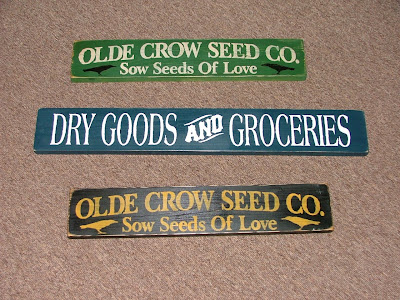 OLDE CROW SEED CO.
Sow Seeds Of Love
DRY GOODS AND GROCERIES
OLDE CROW SEED CO.
Sow Seeds Of Love